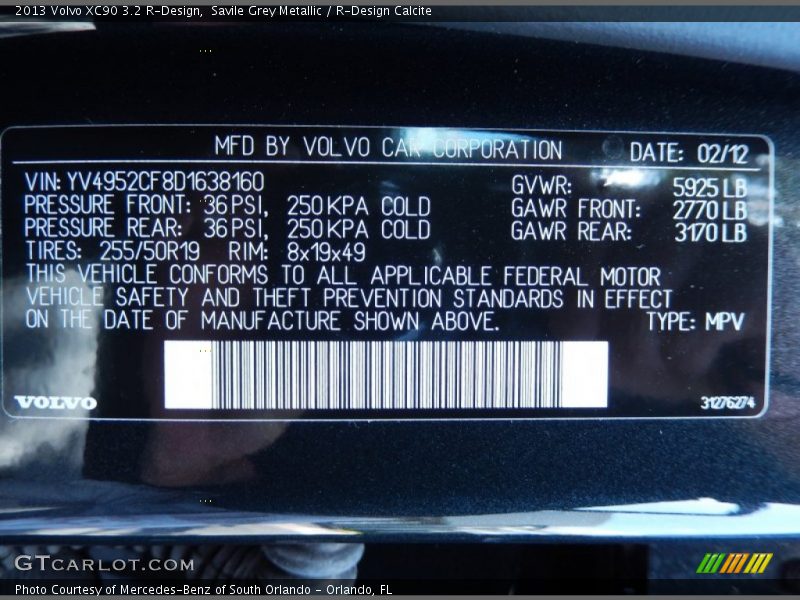 2013 Volvo XC90 3.2 R-Design, Savile Grey Metallic / R-Design Calcite
MFD BY VOLVO CAR CORPORATION DATE: 02/12
VIN: YV4952CF8D1638160 GVWR: 5925 LB
PRESSURE FRONT: 36 PSI, 250 KPA COLD GAWR FRONT: 2770 LB
PRESSURE REAR: 36 PSI, 250 KPA COLD GAWR REAR: 3170 LB
TIRES: 255/50R19 RIM: 8x19x49
THIS VEHICLE CONFORMS TO ALL APPLICABLE FEDERAL MOTOR
VEHICLE SAFETY AND THEFT PREVENTION STANDARDS IN EFFECT
ON THE DATE OF MANUFACTURE SHOWN ABOVE. TYPE: MPV
VOLVO 31276274
GTCARLOT.COM
Photo Courtesy of Mercedes-Benz of South Orlando - Orlando, FL